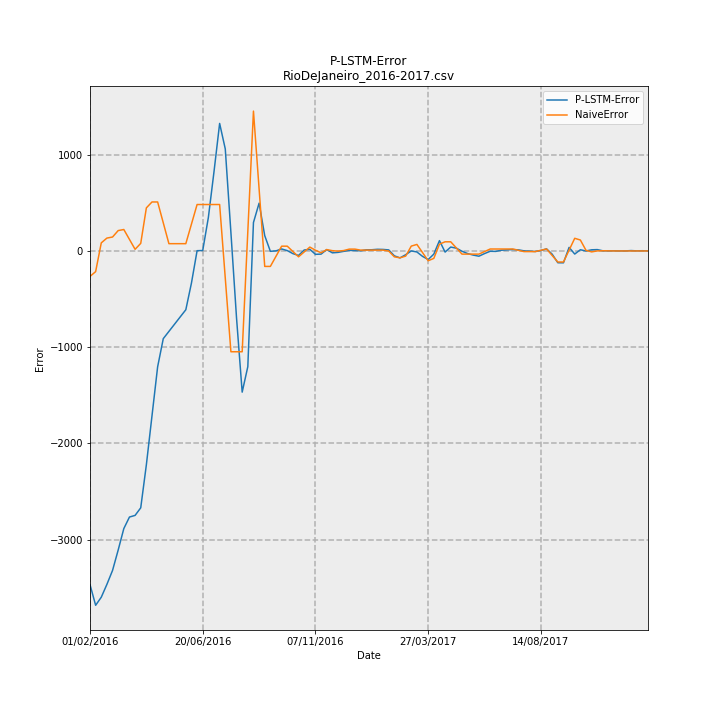 P-LSTM-Error
RioDeJaneiro_2016-2017.csv
P-LSTM-Error
NaiveError
1000
0
−1000
−2000
−3000
Error
01/02/2016
20/06/2016
07/11/2016
27/03/2017
14/08/2017
Date